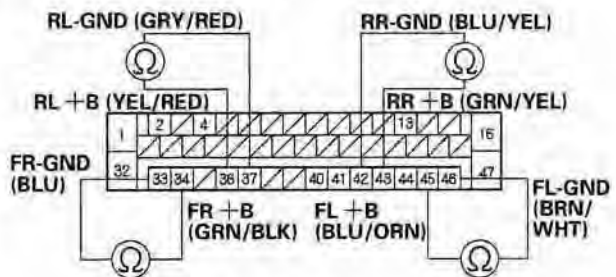 RL-GND (GRY/RED)
RR-GND (BLU/YEL)
Ω
Ω
RL +B (YEL/RED)
RR +B (GRN/YEL)
1 2 4 13 16
32 33 34 36 37 40 41 42 43 44 45 46 47
FR-GND
(BLU)
FL-GND
(BRN/
WHT)
FR +B
(GRN/BLK)
FL +B
(BLU/ORN)
Ω
Ω